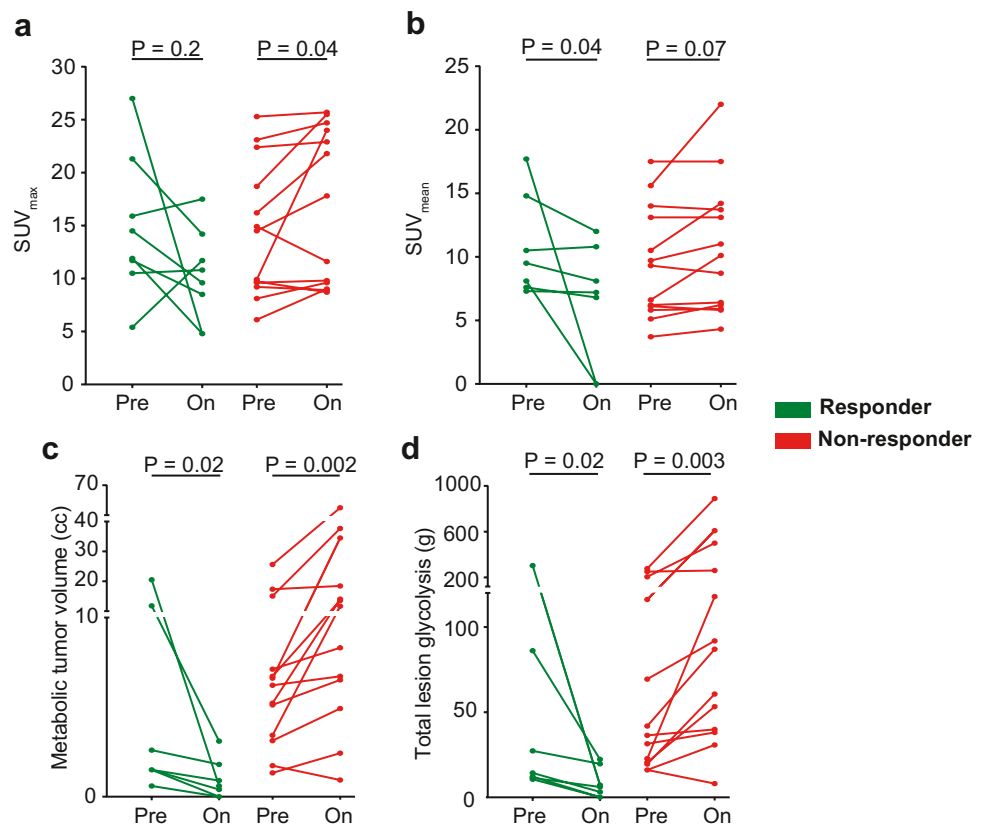 a
P = 0.2 P = 0.04
SUVmax
30
25
20
15
10
5
0
Pre On Pre On
b
P = 0.04 P = 0.07
SUVmean
25
20
15
10
5
0
Pre On Pre On
Responder
Non-responder
c
P = 0.02 P = 0.002
Metabolic tumor volume (cc)
70
40
30
20
10
0
Pre On Pre On
d
P = 0.02 P = 0.003
Total lesion glycolysis (g)
1000
600
200
100
50
0
Pre On Pre On